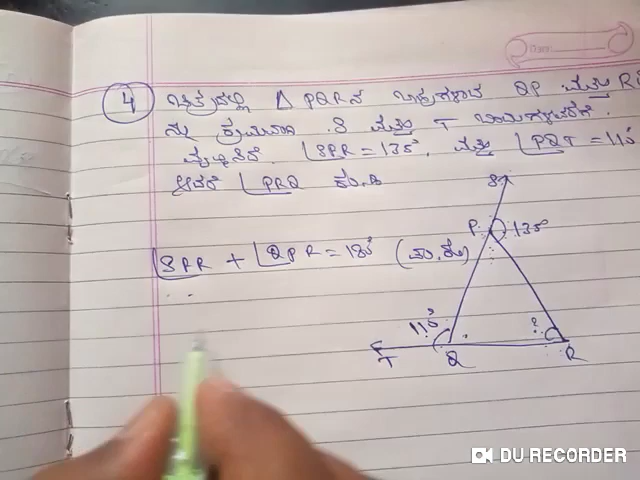 4 ಚಿತ್ರದಲ್ಲಿ Δ PQR ನ ಬಾಹುಗಳಾದ QP ಮತ್ತು R
ನ್ನು ಕ್ರಮವಾಗಿ S ಮತ್ತು T ಬಿಂದುಗಳವರೆಗೆ
ವೃದ್ಧಿಸಿದೆ. ∠SPR = 135° ಮತ್ತು ∠PQT = 110°
ಆದರೆ ∠PRQ ಕಂ.ಹಿ
∠SPR + ∠QPR = 180°
S
P 135°
110° ?
T Q R
DU RECORDER